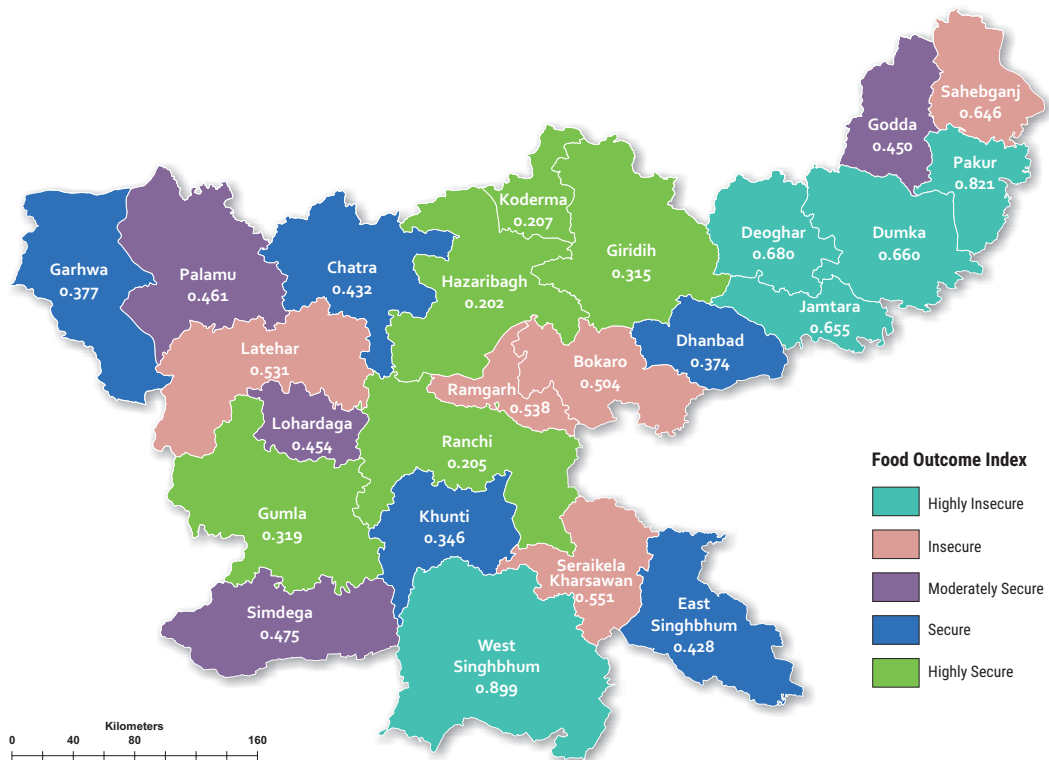 Sahebganj
0.646
Godda
0.450
Pakur
0.821
Koderma
0.207
Deoghar
0.680
Dumka
0.660
Giridih
0.315
Garhwa
0.377
Palamu
0.461
Chatra
0.432
Hazaribagh
0.202
Jamtara
0.655
Dhanbad
0.374
Latehar
0.531
Bokaro
0.504
Ramgarh
0.538
Lohardaga
0.454
Ranchi
0.205
Gumla
0.319
Khunti
0.346
Seraikela
Kharsawan
0.551
East
Singhbhum
0.428
Simdega
0.475
West
Singhbhum
0.899
Food Outcome Index
Highly Insecure
Insecure
Moderately Secure
Secure
Highly Secure
Kilometers
0 40 80 160